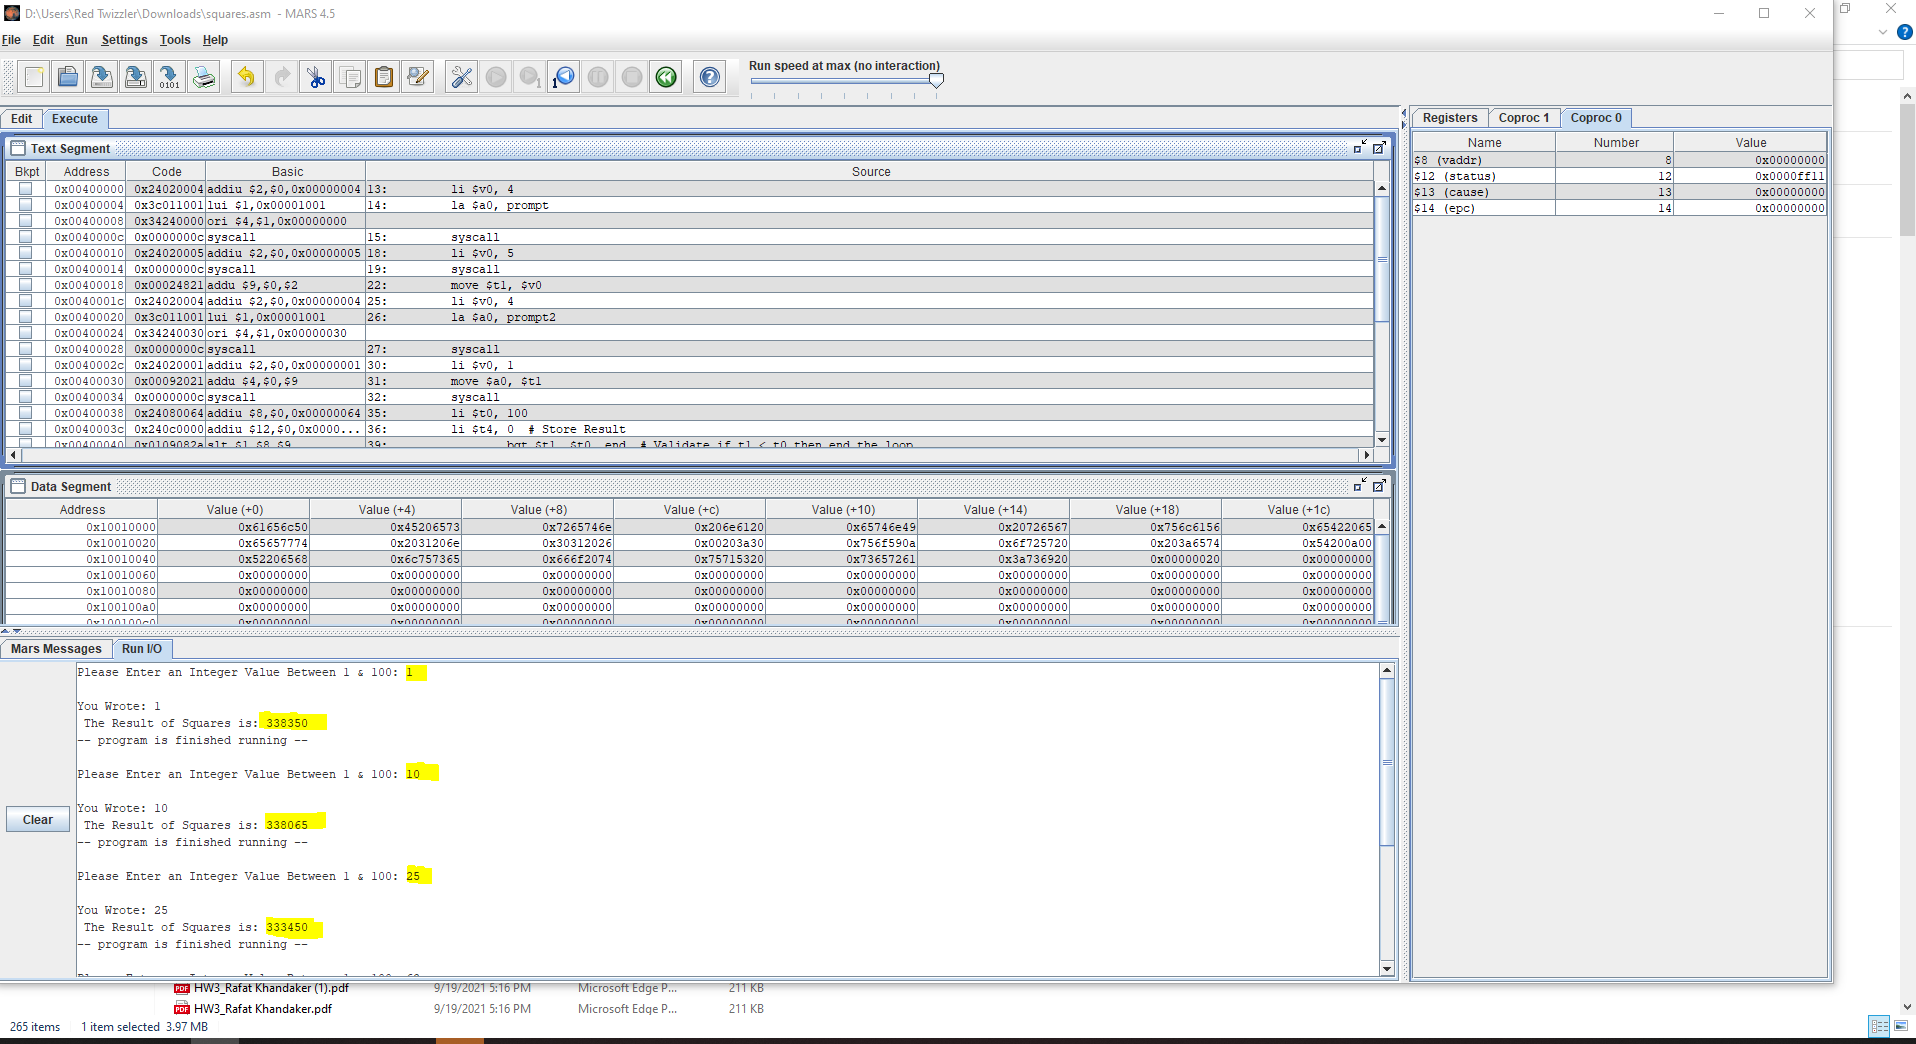 D:\Users\Red Twizzler\Downloads\squares.asm - MARS 4.5
File Edit Run Settings Tools Help
Run speed at max (no interaction)
Edit Execute
Text Segment
Bkpt Address Code Basic Source
0x00400000 0x24020004 addiu $2,$0,0x00000004 13: li $v0, 4
0x00400004 0x3c011001 lui $1,0x00001001 14: la $a0, prompt
0x00400008 0x34240000 ori $4,$1,0x00000000
0x0040000c 0x0000000c syscall 15: syscall
0x00400010 0x24020005 addiu $2,$0,0x00000005 18: li $v0, 5
0x00400014 0x0000000c syscall 19: syscall
0x00400018 0x00024821 addu $9,$0,$2 22: move $t1, $v0
0x0040001c 0x24020004 addiu $2,$0,0x00000004 25: li $v0, 4
0x00400020 0x3c011001 lui $1,0x00001001 26: la $a0, prompt2
0x00400024 0x34240030 ori $4,$1,0x00000030
0x00400028 0x0000000c syscall 27: syscall
0x0040002c 0x24020001 addiu $2,$0,0x00000001 30: li $v0, 1
0x00400030 0x00092021 addu $4,$0,$9 31: move $a0, $t1
0x00400034 0x0000000c syscall 32: syscall
0x00400038 0x24080064 addiu $8,$0,0x00000064 35: li $t0, 100
0x0040003c 0x240c0000 addiu $12,$0,0x0000... 36: li $t4, 0 # Store Result
0x00400040 0x0109082a slt $1,$8,$9 39: bgt $t1, $t0, end # Validate if t1 < t0 then end the loop
Data Segment
Address Value (+0) Value (+4) Value (+8) Value (+c) Value (+10) Value (+14) Value (+18) Value (+1c)
0x10010000 0x61656c50 0x45206573 0x7265746e 0x206e6120 0x65746e49 0x20726567 0x756c6156 0x65422065
0x10010020 0x65657774 0x2031206e 0x30312026 0x00203a30 0x756f590a 0x6f725720 0x203a6574 0x54200a00
0x10010040 0x52206568 0x6c757365 0x666f2074 0x75715320 0x73657261 0x3a736920 0x00000020 0x00000000
0x10010060 0x00000000 0x00000000 0x00000000 0x00000000 0x00000000 0x00000000 0x00000000 0x00000000
0x10010080 0x00000000 0x00000000 0x00000000 0x00000000 0x00000000 0x00000000 0x00000000 0x00000000
0x100100a0 0x00000000 0x00000000 0x00000000 0x00000000 0x00000000 0x00000000 0x00000000 0x00000000
0x100100c0 0x00000000 0x00000000 0x00000000 0x00000000 0x00000000 0x00000000 0x00000000 0x00000000
Mars Messages Run I/O
Clear
Please Enter an Integer Value Between 1 & 100: 1
You Wrote: 1
The Result of Squares is: 338350
-- program is finished running --
Please Enter an Integer Value Between 1 & 100: 10
You Wrote: 10
The Result of Squares is: 338065
-- program is finished running --
Please Enter an Integer Value Between 1 & 100: 25
You Wrote: 25
The Result of Squares is: 333450
-- program is finished running --
Registers Coproc 1 Coproc 0
Name Number Value
$8 (vaddr) 8 0x00000000
$12 (status) 12 0x0000ff11
$13 (cause) 13 0x00000000
$14 (epc) 14 0x00000000
HW3_Rafat Khandaker (1).pdf 9/19/2021 5:16 PM Microsoft Edge P... 211 KB
HW3_Rafat Khandaker.pdf 9/19/2021 5:16 PM Microsoft Edge P... 211 KB
265 items 1 item selected 3.97 MB